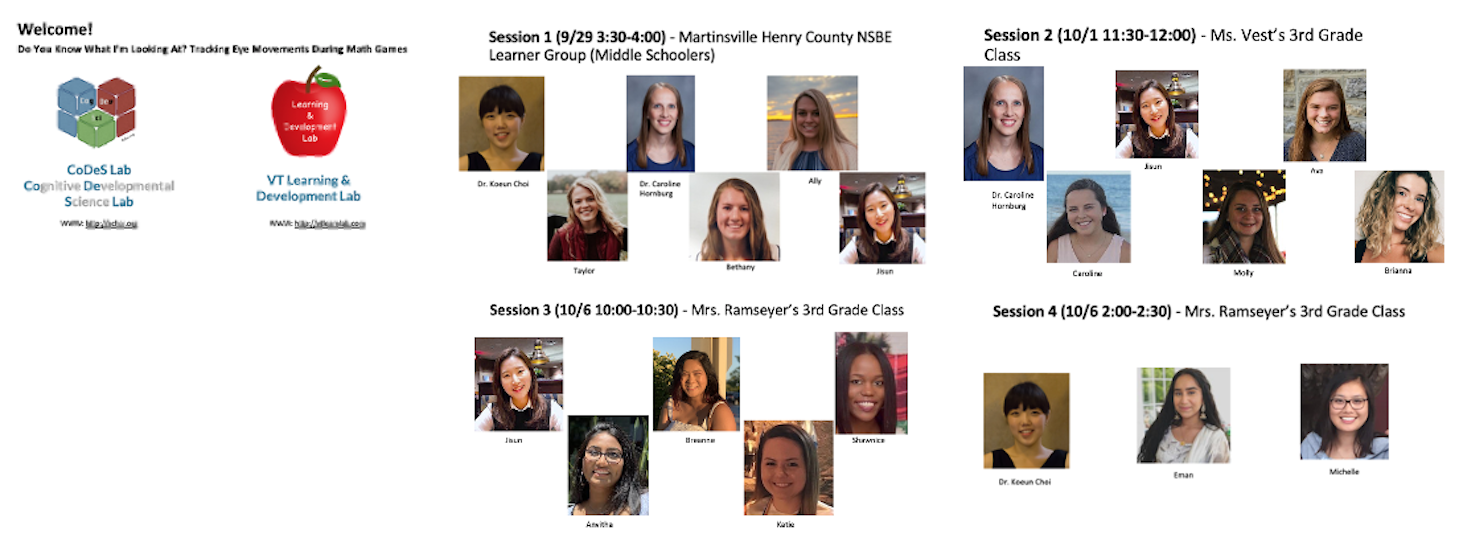 Welcome!
Do You Know What I'm Looking At? Tracking Eye Movements During Math Games
Learning
&
Development
Lab
CoDeS Lab
Cognitive Developmental
Science Lab
VT Learning &
Development Lab
WWW:
WWW: http://vtlearnlab.com
Session 1 (9/29 3:30-4:00) - Martinsville Henry County NSBE
Learner Group (Middle Schoolers)
Dr. Koeun Choi
Dr. Caroline
Hornburg
Ally
Taylor
Bethany
Jisun
Session 2 (10/1 11:30-12:00) - Ms. Vest's 3rd Grade
Class
Dr. Caroline
Hornburg
Jisun
Ava
Caroline
Molly
Brianna
Session 3 (10/6 10:00-10:30) - Mrs. Ramseyer's 3rd Grade Class
Jisun
Breanne
Shawnice
Anvitha
Katie
Session 4 (10/6 2:00-2:30) - Mrs. Ramseyer's 3rd Grade Class
Dr. Koeun Choi
Eman
Michelle